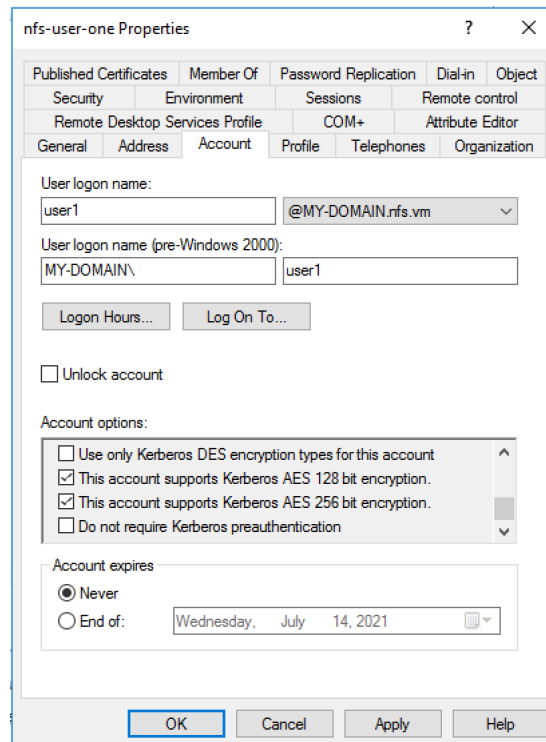 nfs-user-one Properties ?
Published Certificates Member Of Password Replication Dial-in Object
Security Environment Sessions Remote control
Remote Desktop Services Profile COM+ Attribute Editor
General Address Account Profile Telephones Organization
User logon name:
user1 @MY-DOMAIN.nfs.vm
User logon name (pre-Windows 2000):
MY-DOMAIN\ user1
Logon Hours... Log On To...
Unlock account
Account options:
Use only Kerberos DES encryption types for this account
This account supports Kerberos AES 128 bit encryption.
This account supports Kerberos AES 256 bit encryption.
Do not require Kerberos preauthentication
Account expires
Never
End of: Wednesday, July 14, 2021
OK Cancel Apply Help